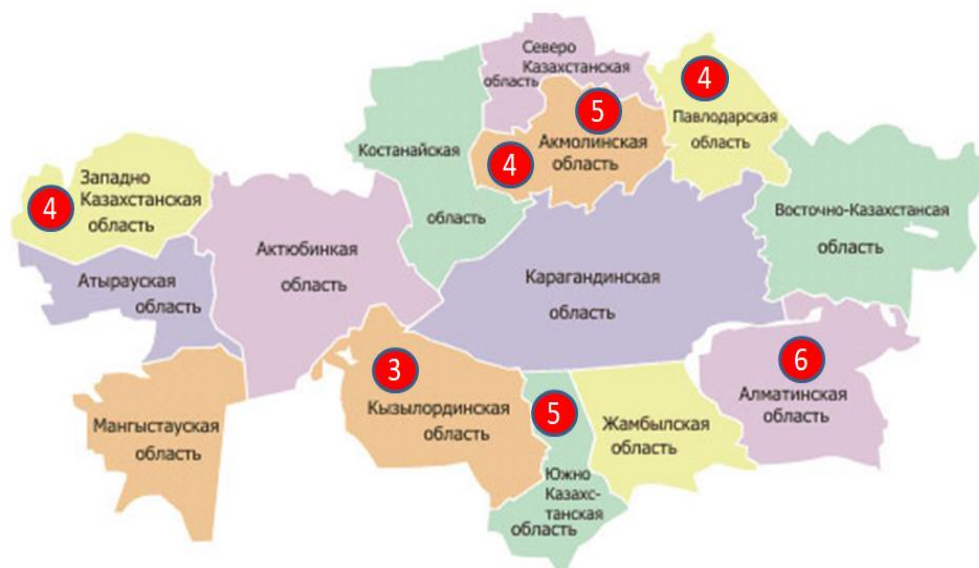 Северо
Казахстанская
область
4
5
Павлодарская
область
Костанайская
область
4
Акмолинская
область
Западно
Казахстанская
область
4
Восточно-Казахстансая
область
Актюбинкая
область
Атырауская
область
Карагандинская
область
3
Кызылординская
область
6
Алматинская
область
5
Мангыстауская
область
Жамбылская
область
Южно
Казахс-
танская
область